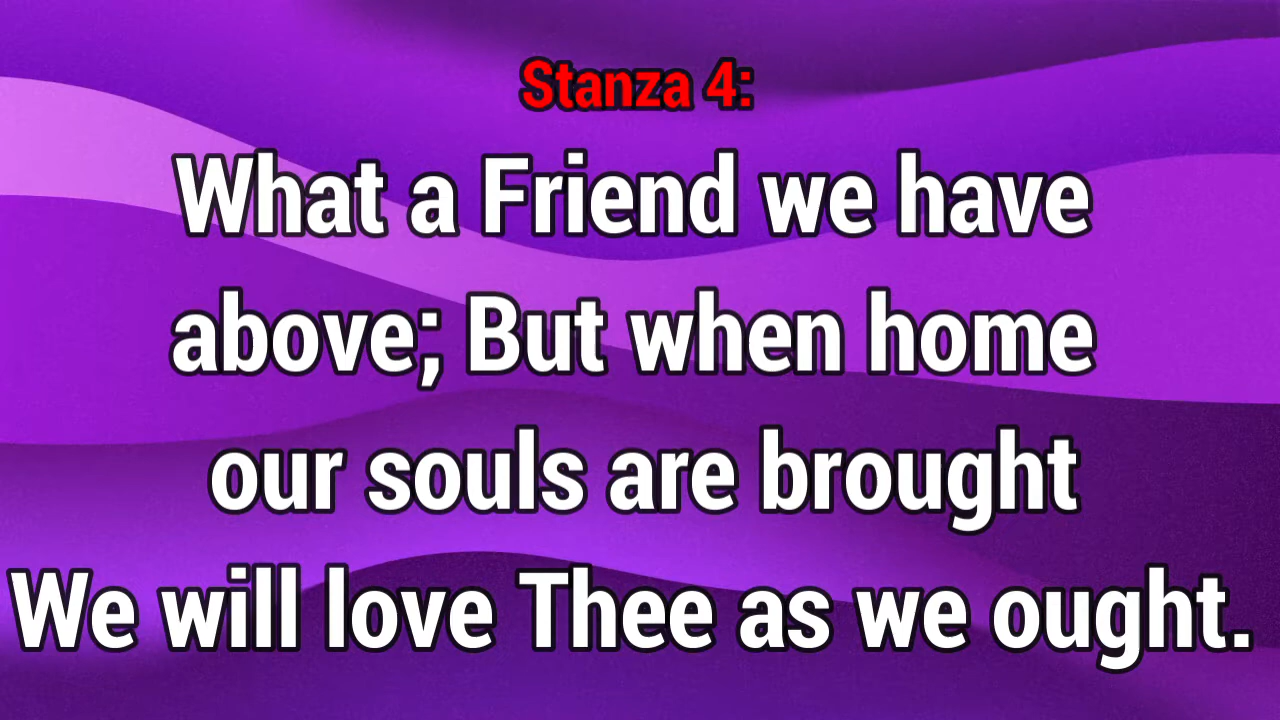 Stanza 4:
What a Friend we have
above; But when home
our souls are brought
We will love Thee as we ought.